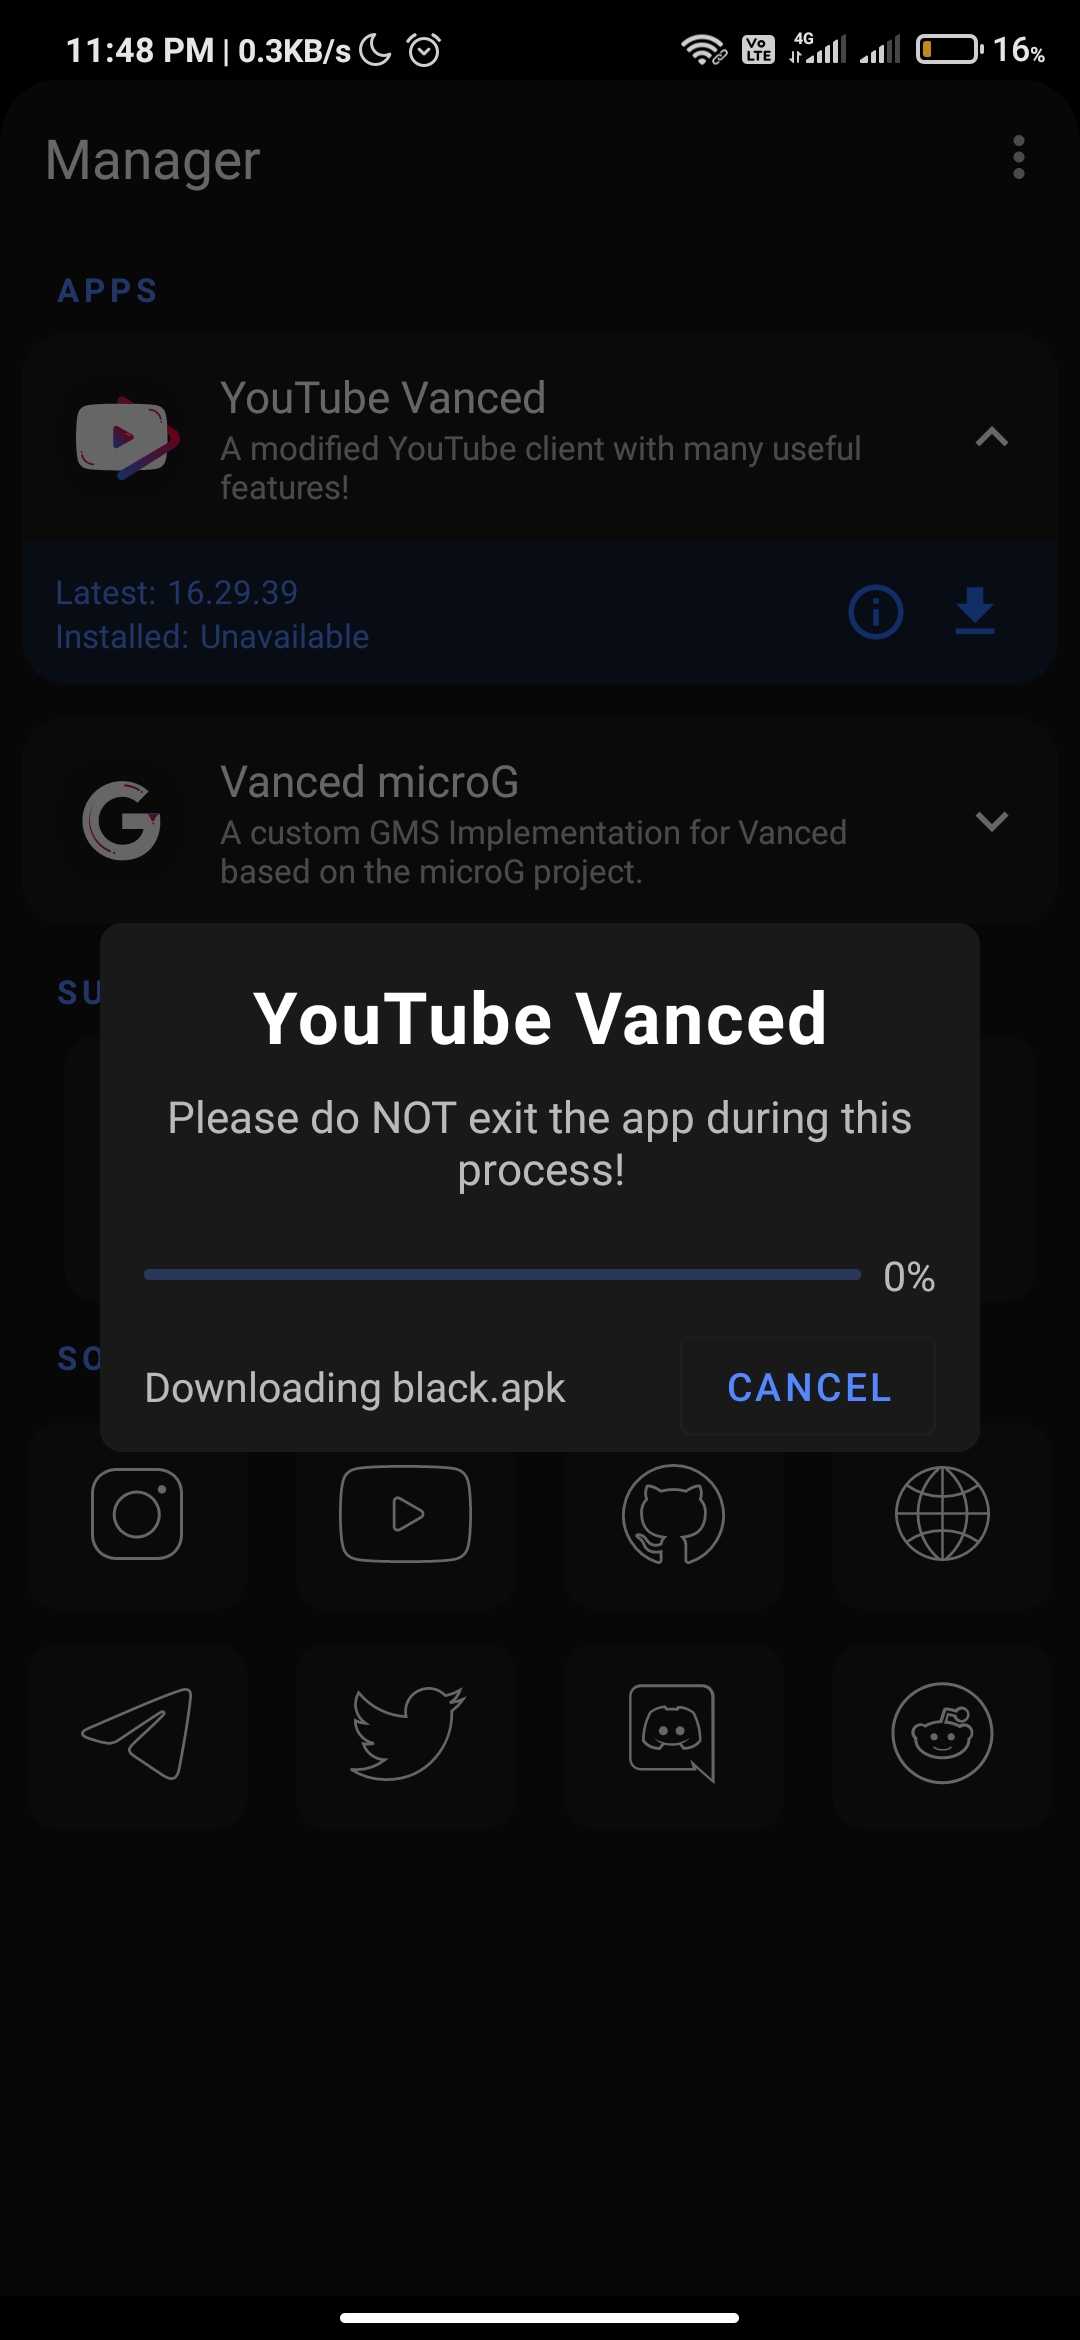 11:48 PM | 0.3KB/s
Vo
LTE
4G
16%
Manager
APPS
YouTube Vanced
A modified YouTube client with many useful
features!
Latest: 16.29.39
Installed: Unavailable
Vanced microG
A custom GMS Implementation for Vanced
based on the microG project.
SU
YouTube Vanced
Please do NOT exit the app during this
process!
0%
SO
Downloading black.apk
CANCEL